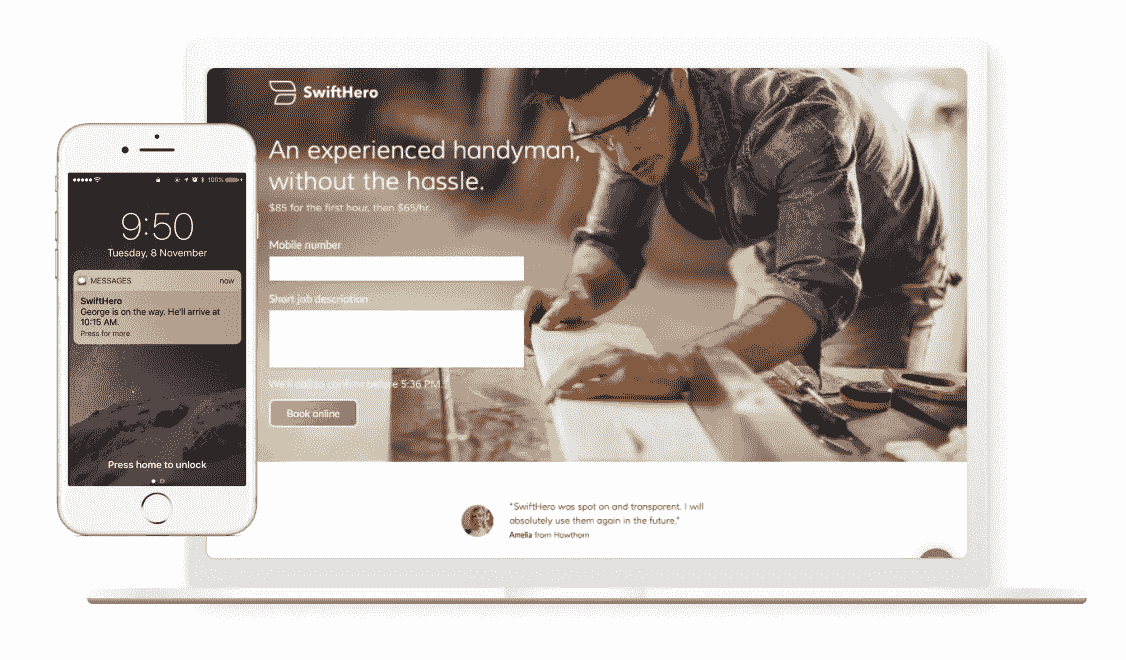 SwiftHero
An experienced handyman,
without the hassle.
$85 for the first hour, then $65/hr.
Mobile number
Short job description
We'll call to confirm before 5:36 PM.
Book online
"SwiftHero was spot on and transparent. I will
absolutely use them again in the future."
Amelia from Hawthorn
100%
9:50
Tuesday, 8 November
MESSAGES
now
SwiftHero
George is on the way. He'll arrive at
10:15 AM.
Press for more
Press home to unlock